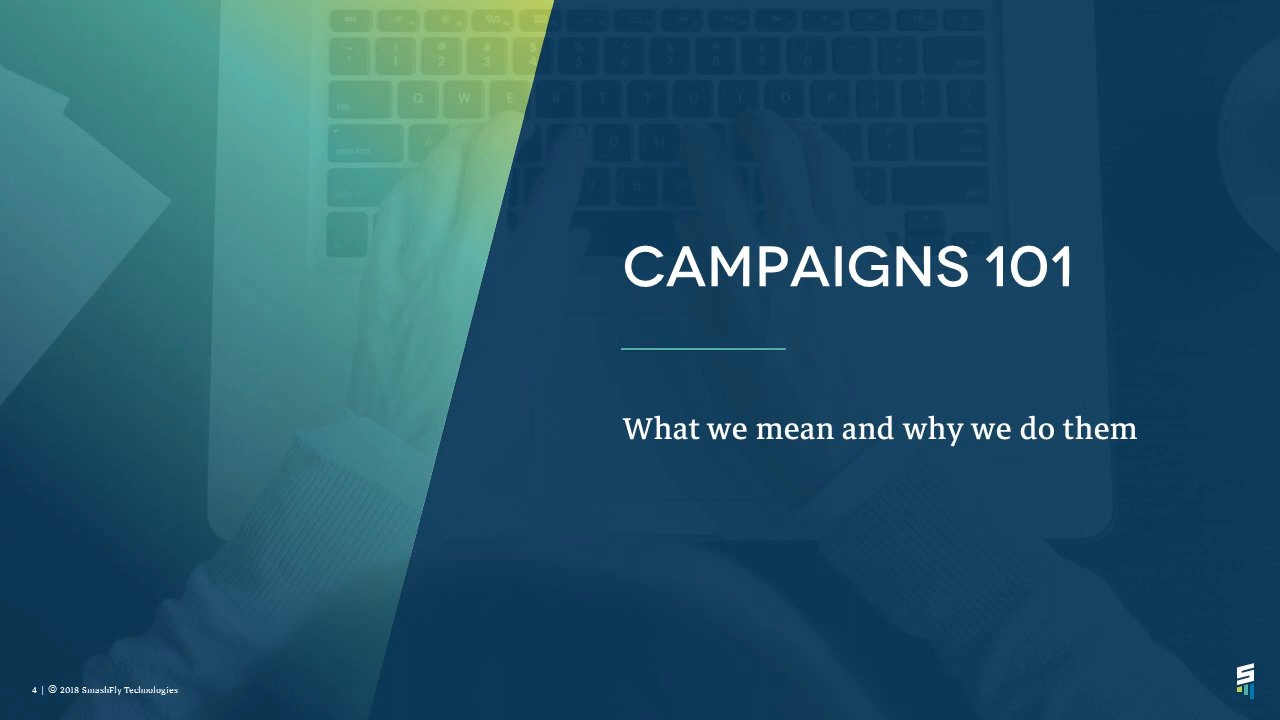 CAMPAIGNS 101
What we mean and why we do them
4 | © 2018 SmashFly Technologies